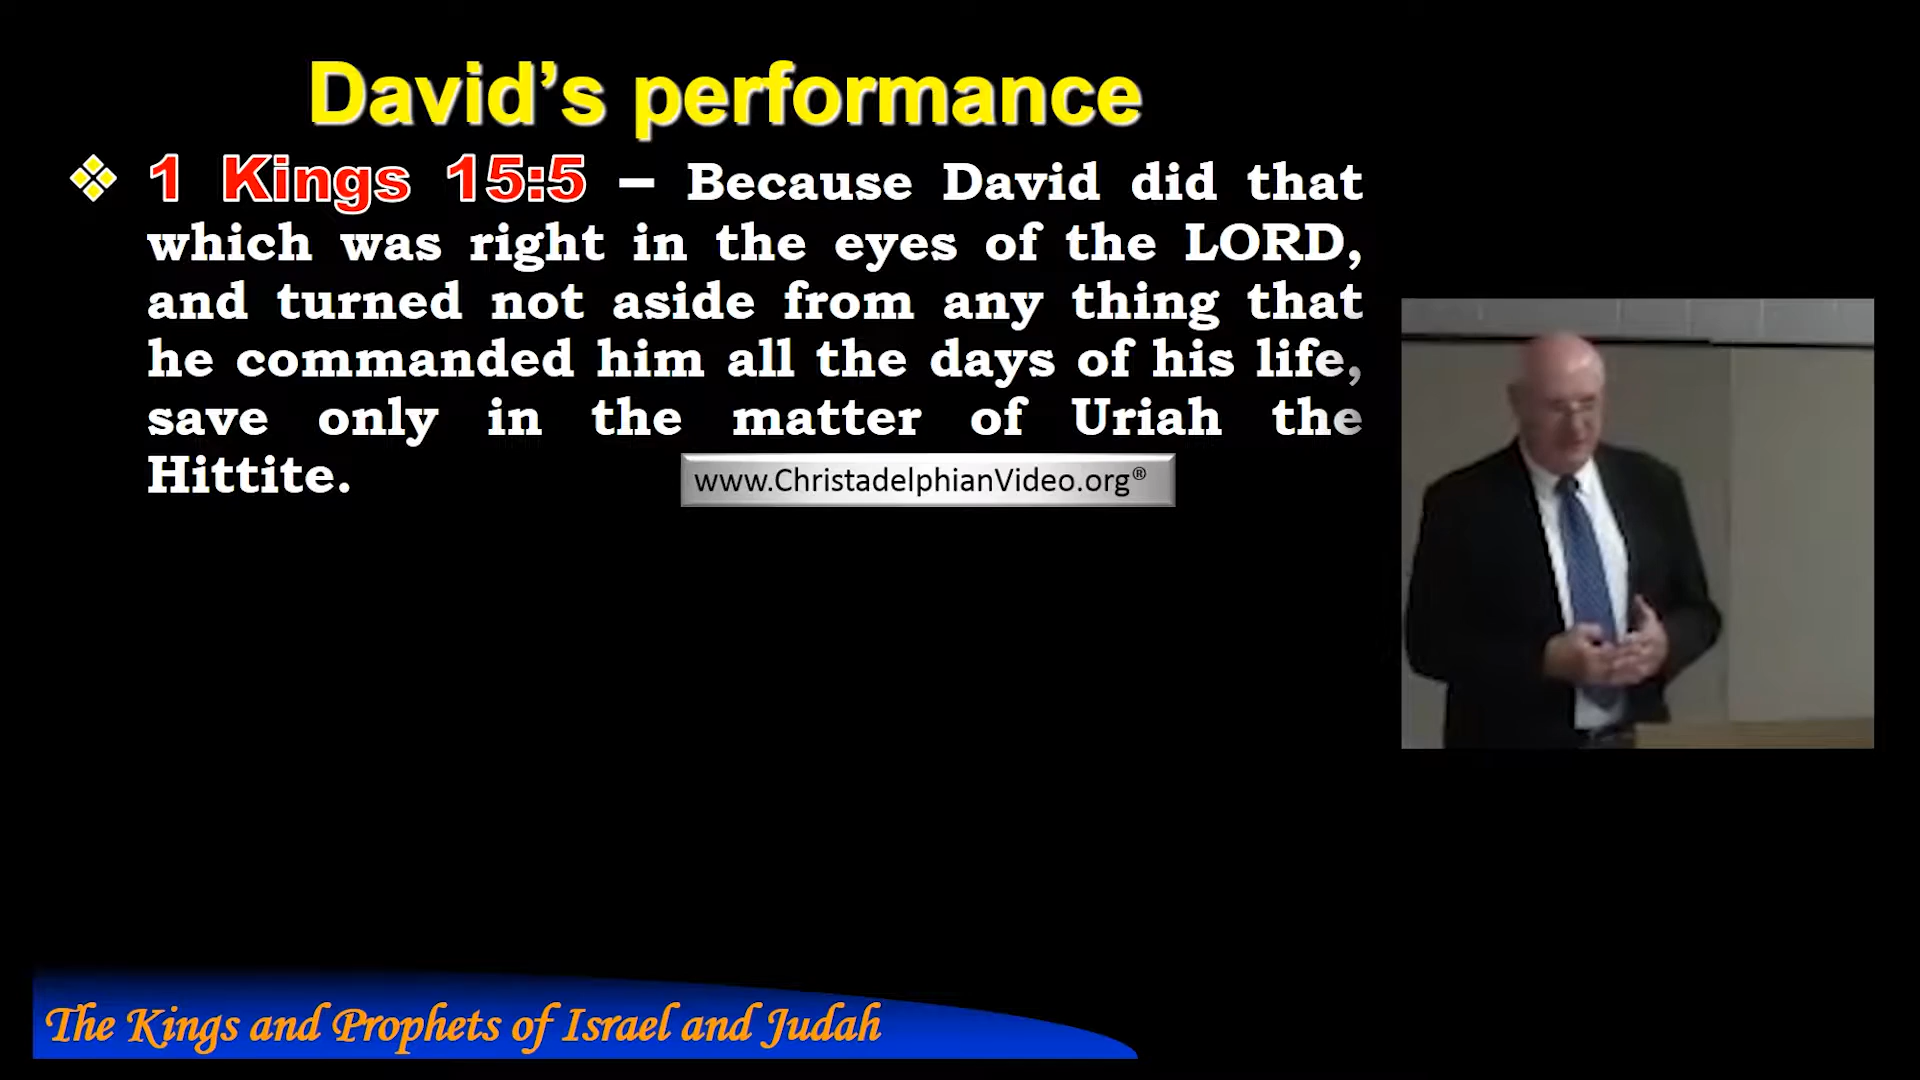 David’s performance
1 Kings 15:5 – Because David did that
which was right in the eyes of the LORD,
and turned not aside from any thing that
he commanded him all the days of his life,
save only in the matter of Uriah the
Hittite.
www.ChristadelphianVideo.org®
The Kings and Prophets of Israel and Judah